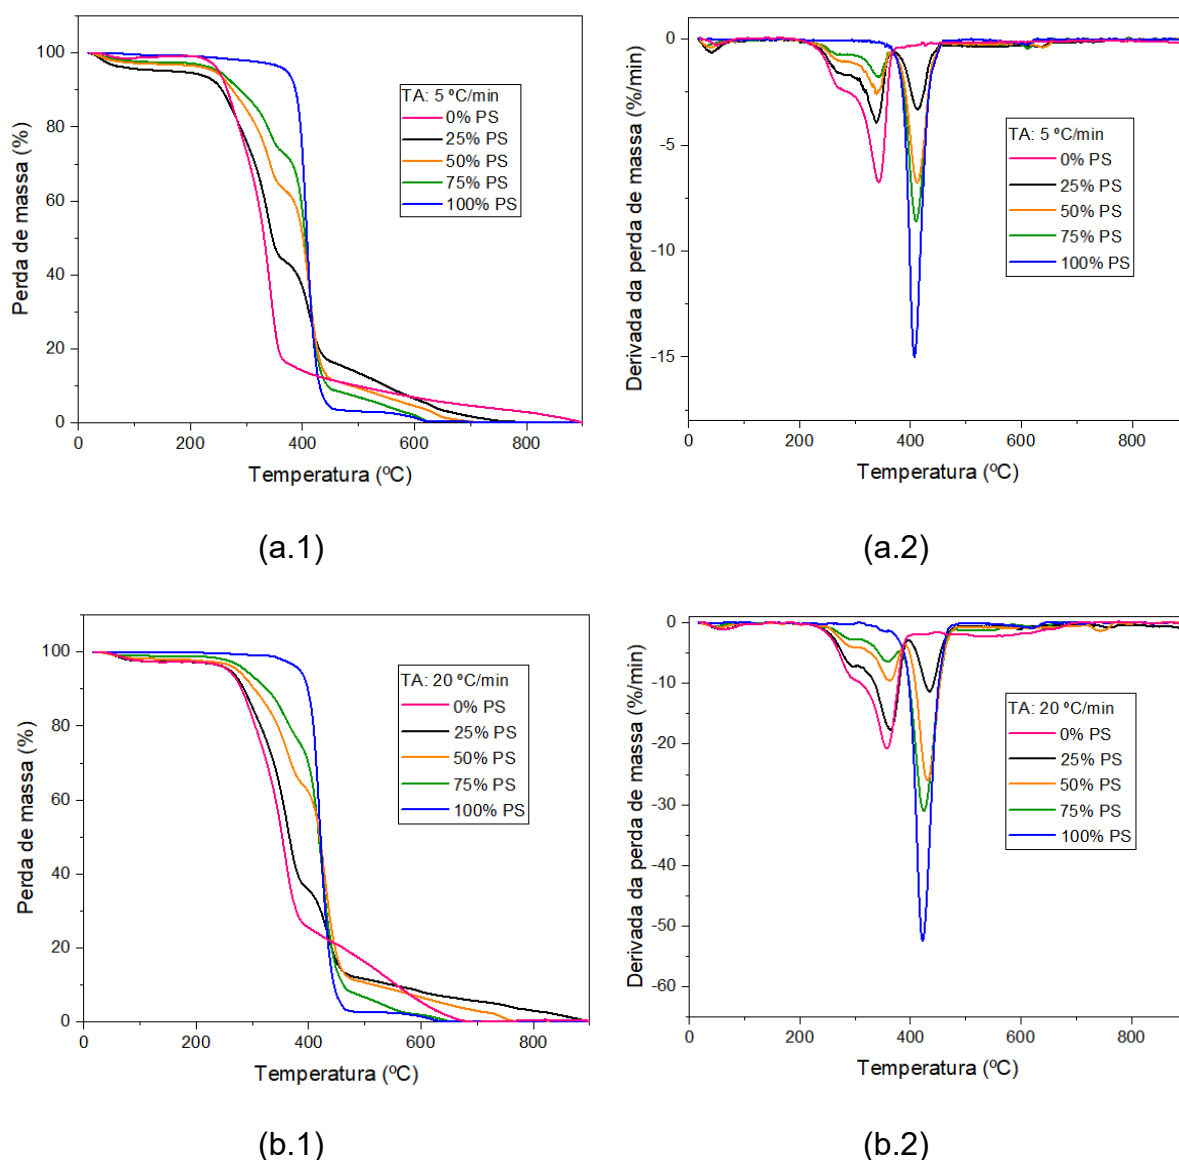 Perda de massa (%)
100
80
60
40
20
0
0
200
400
600
800
Temperatura (ºC)
TA: 5 ºC/min
0% PS
25% PS
50% PS
75% PS
100% PS
(a.1)
Derivada da perda de massa (%/min)
0
-5
-10
-15
0
200
400
600
800
Temperatura (ºC)
TA: 5 ºC/min
0% PS
25% PS
50% PS
75% PS
100% PS
(a.2)
Perda de massa (%)
100
80
60
40
20
0
0
200
400
600
800
Temperatura (ºC)
TA: 20 ºC/min
0% PS
25% PS
50% PS
75% PS
100% PS
(b.1)
Derivada da perda de massa (%/min)
0
-10
-20
-30
-40
-50
-60
0
200
400
600
800
Temperatura (ºC)
TA: 20 ºC/min
0% PS
25% PS
50% PS
75% PS
100% PS
(b.2)